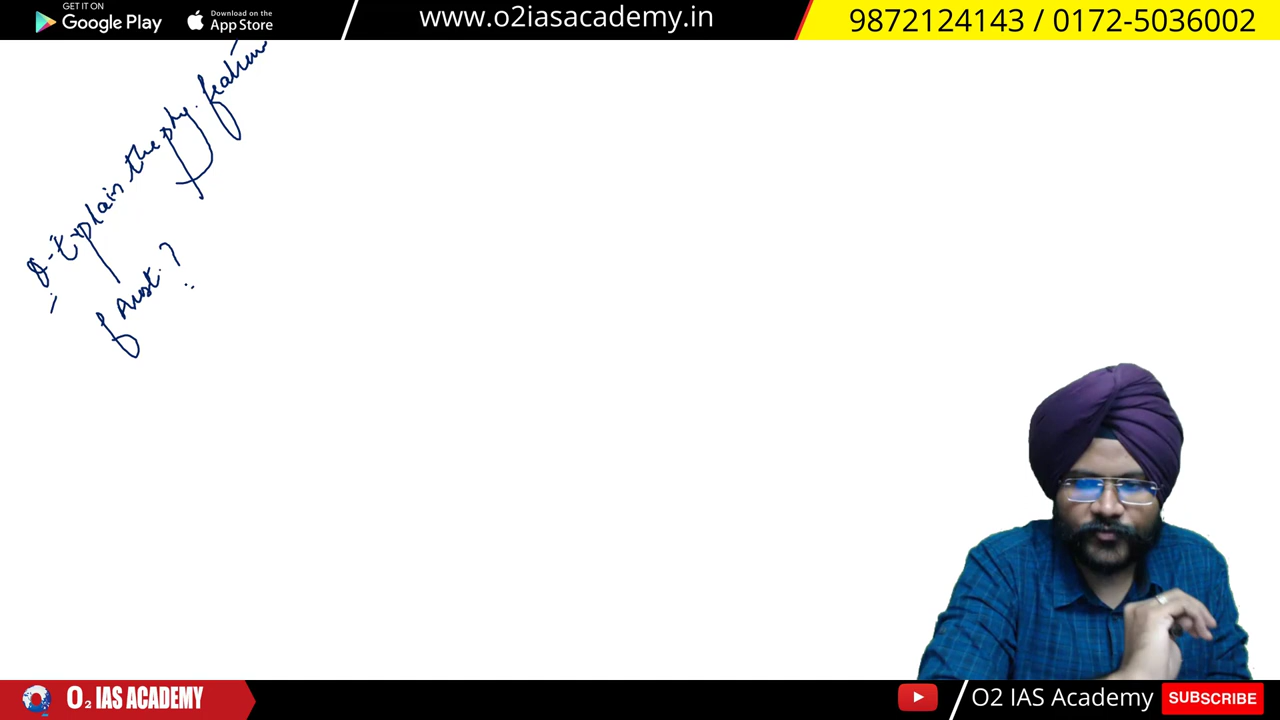 GET IT ON
Google Play
Download on the
App Store
www.o2iasacademy.in
9872124143 / 0172-5036002
Q- Explain the phy. features
of Aust. ?
O2 IAS ACADEMY
O2 IAS Academy
SUBSCRIBE